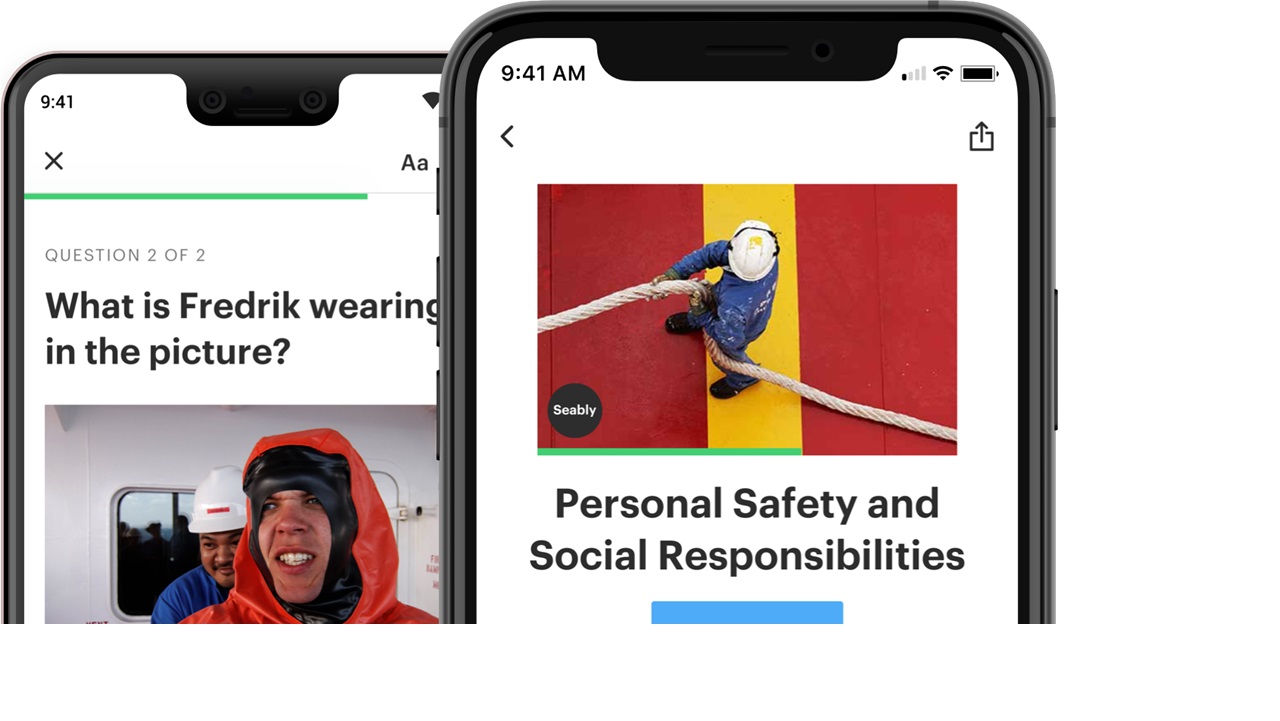 9:41
Aa
QUESTION 2 OF 2
What is Fredrik wearing
in the picture?
9:41 AM
Seably
Personal Safety and
Social Responsibilities